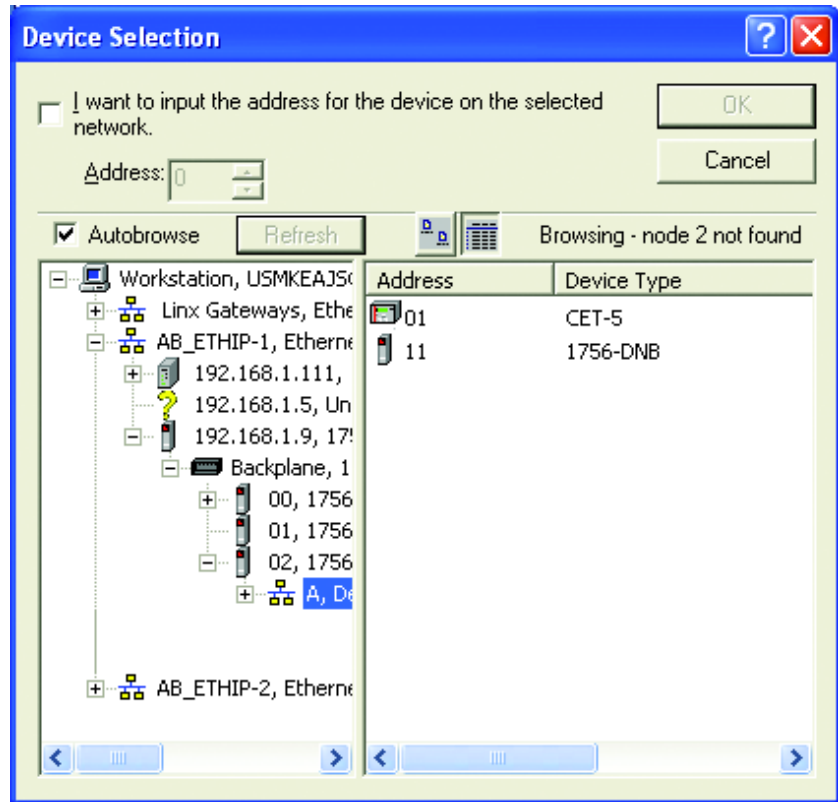 Device Selection
I want to input the address for the device on the selected
network.
OK
Address: 0
Cancel
Autobrowse
Refresh
Browsing - node 2 not found
Workstation, USMKEAJS
Linx Gateways, Ethe
AB_ETHIP-1, Etherne
192.168.1.111,
192.168.1.5, Un
192.168.1.9, 17
Backplane, 1
00, 1756
01, 1756
02, 1756
A, De
AB_ETHIP-2, Etherne
Address Device Type
01 CET-5
11 1756-DNB